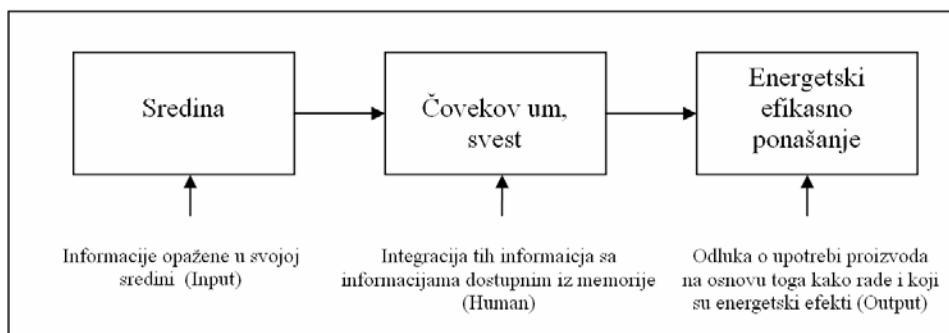 Sredina
Čovekov um,
svest
Energetski
efikasno
ponašanje
Informacije opažene u svojoj
sredini (Input)
Integracija tih informaicja sa
informacijama dostupnim iz memorije
(Human)
Odluka o upotrebi proizvoda
na osnovu toga kako rade i koji
su energetski efekti (Output)